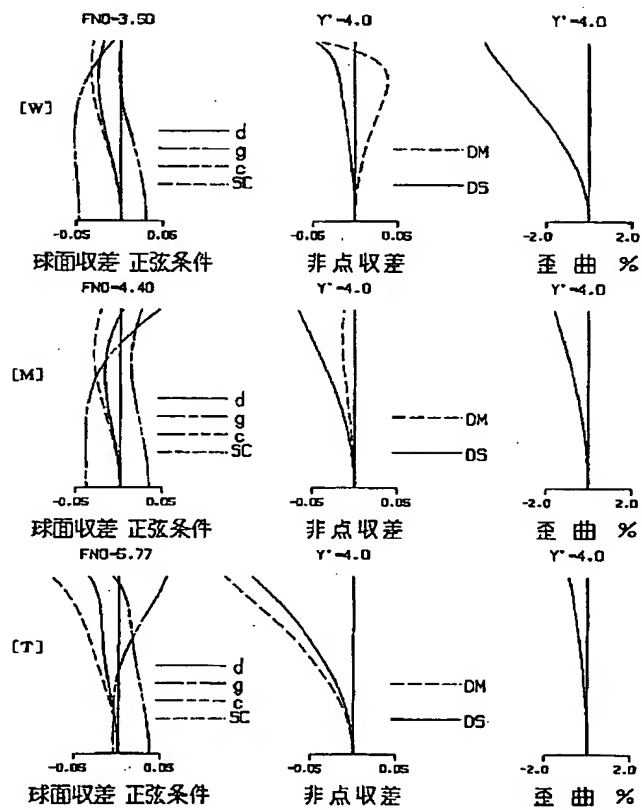 FNO-3.50 Y'-4.0 Y'-4.0
[W]
d
g
c
SC
DM
DS
-0.05 0.05 -0.05 0.05 -2.0 2.0
球面収差 正弦条件 非点収差 歪曲 %
FNO-4.40 Y'-4.0 Y'-4.0
[M]
d
g
c
SC
DM
DS
-0.05 0.05 -0.05 0.05 -2.0 2.0
球面収差 正弦条件 非点収差 歪曲 %
FNO-5.77 Y'-4.0 Y'-4.0
[T]
d
g
c
SC
DM
DS
-0.05 0.05 -0.05 0.05 -2.0 2.0
球面収差 正弦条件 非点収差 歪曲 %